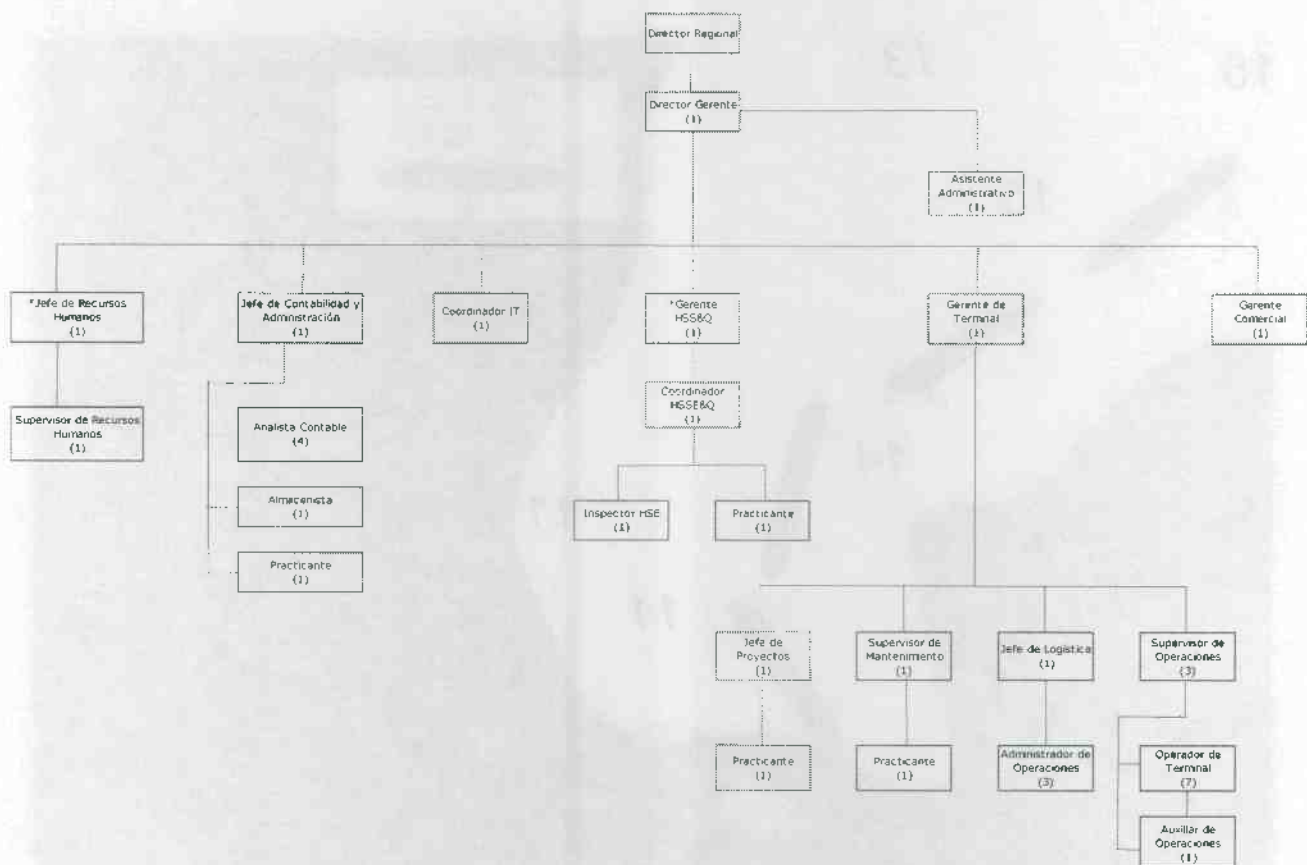 Director Regional
Director Gerente
(1)
Asistente
Administrativo
(1)
*Jefe de Recursos
Humanos
(1)
Jefe de Contabilidad y
Administración
(1)
Coordinador IT
(1)
*Gerente
HSS&Q
(1)
Gerente de
Terminal
(1)
Gerente
Comercial
(1)
Supervisor de Recursos
Humanos
(1)
Analista Contable
(4)
Almacenista
(1)
Practicante
(1)
Coordinador
HSSE&Q
(1)
Inspector HSE
(1)
Practicante
(1)
Jefe de
Proyectos
(1)
Supervisor de
Mantenimiento
(1)
Jefe de Logística
(1)
Supervisor de
Operaciones
(3)
Practicante
(1)
Practicante
(1)
Administrador de
Operaciones
(3)
Operador de
Terminal
(7)
Auxiliar de
Operaciones
(1)